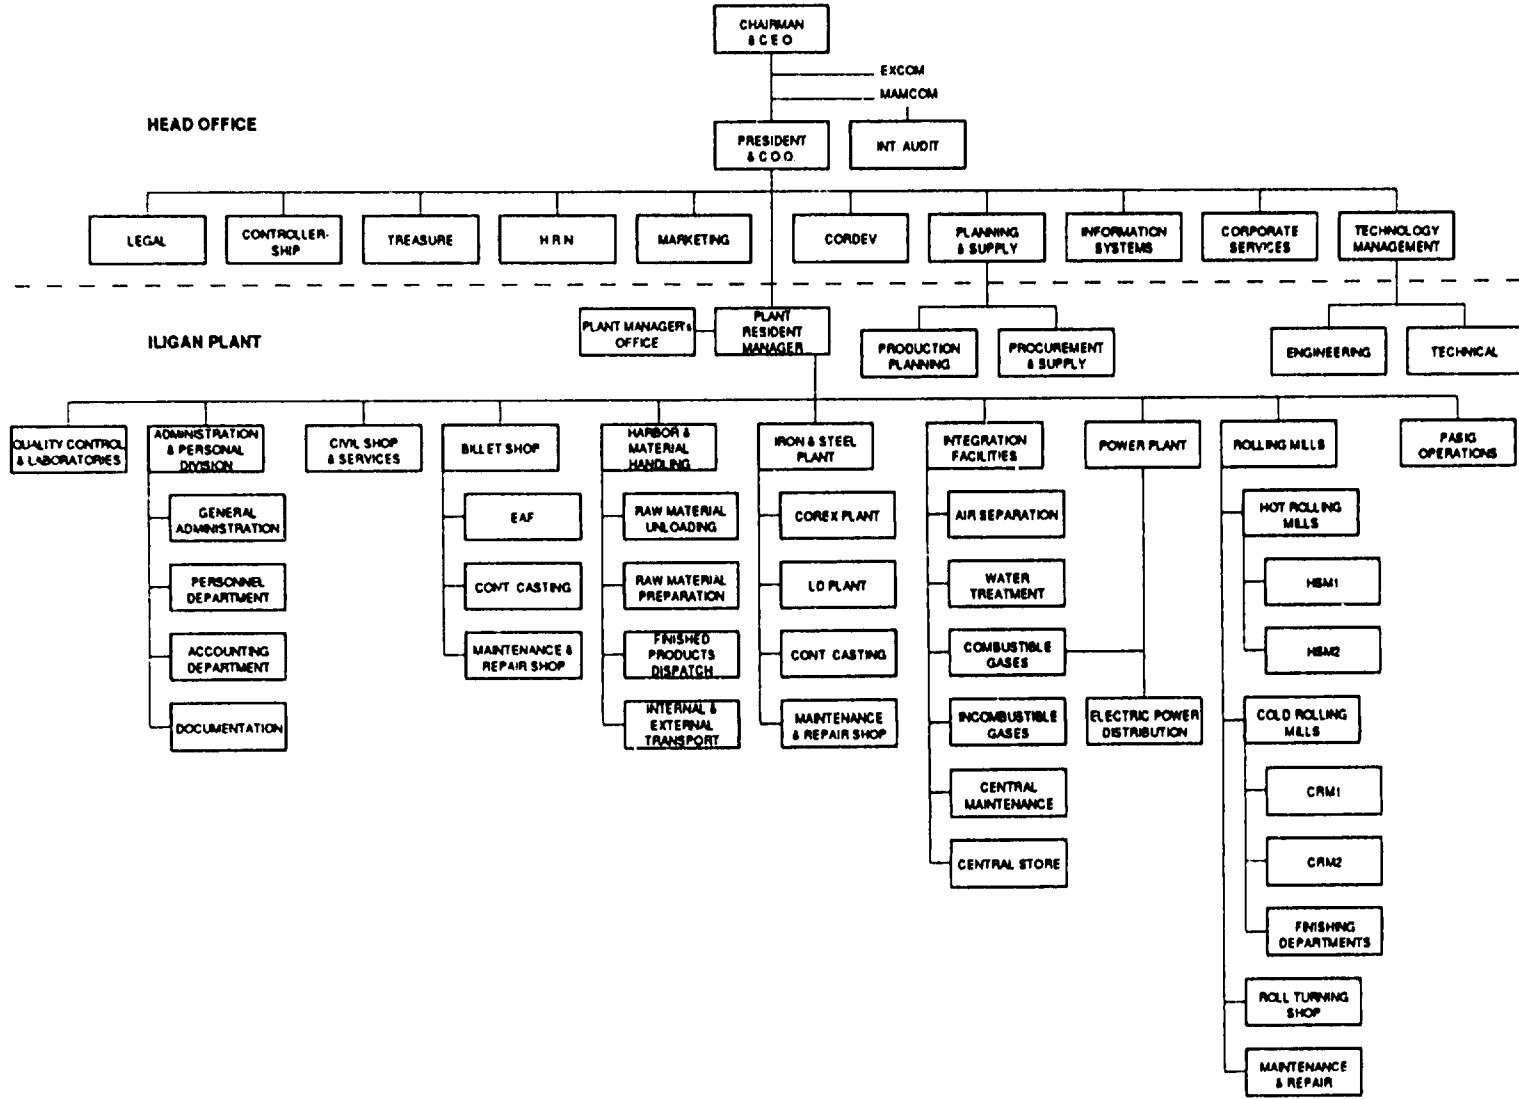 CHAIRMAN
& C E O
EXCOM
MAMCOM
HEAD OFFICE
PRESIDENT
& C.O.O.
INT. AUDIT
LEGAL
CONTROLLER-
SHIP
TREASURE
H R N
MARKETING
CORDEV
PLANNING
& SUPPLY
INFORMATION
SYSTEMS
CORPORATE
SERVICES
TECHNOLOGY
MANAGEMENT
ILIGAN PLANT
PLANT MANAGER's
OFFICE
PLANT
RESIDENT
MANAGER
PRODUCTION
PLANNING
PROCUREMENT
& SUPPLY
ENGINEERING
TECHNICAL
QUALITY CONTROL
& LABORATORIES
ADMINISTRATION
& PERSONAL
DIVISION
CIVIL SHOP
& SERVICES
BILLET SHOP
HARBOR &
MATERIAL
HANDLING
IRON & STEEL
PLANT
INTEGRATION
FACILITIES
POWER PLANT
ROLLING MILLS
PASIG
OPERATIONS
GENERAL
ADMINISTRATION
PERSONNEL
DEPARTMENT
ACCOUNTING
DEPARTMENT
DOCUMENTATION
EAF
CONT CASTING
MAINTENANCE &
REPAIR SHOP
RAW MATERIAL
UNLOADING
RAW MATERIAL
PREPARATION
FINISHED
PRODUCTS
DISPATCH
INTERNAL &
EXTERNAL
TRANSPORT
COREX PLANT
LD PLANT
CONT CASTING
MAINTENANCE
& REPAIR SHOP
AIR SEPARATION
WATER
TREATMENT
COMBUSTIBLE
GASES
INCOMBUSTIBLE
GASES
CENTRAL
MAINTENANCE
CENTRAL STORE
ELECTRIC POWER
DISTRIBUTION
HOT ROLLING
MILLS
HSM1
HSM2
COLD ROLLING
MILLS
CRM1
CRM2
FINISHING
DEPARTMENTS
ROLL TURNING
SHOP
MAINTENANCE
& REPAIR